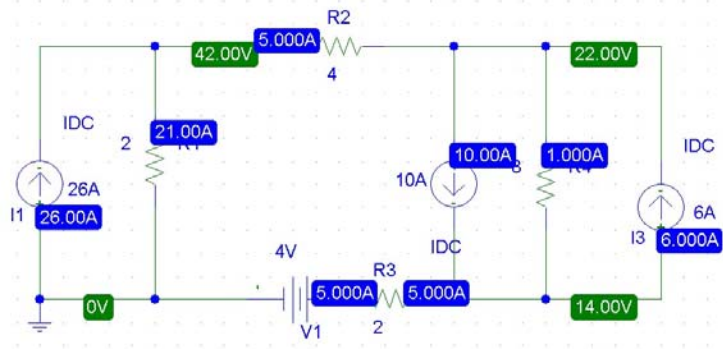 R2
5.000A
42.00V
22.00V
4
IDC
2
21.00A
10.00A
1.000A
IDC
26A
10A
I1
26.00A
6A
I3
6.000A
4V
IDC
R3
0V
5.000A
5.000A
14.00V
V1
2